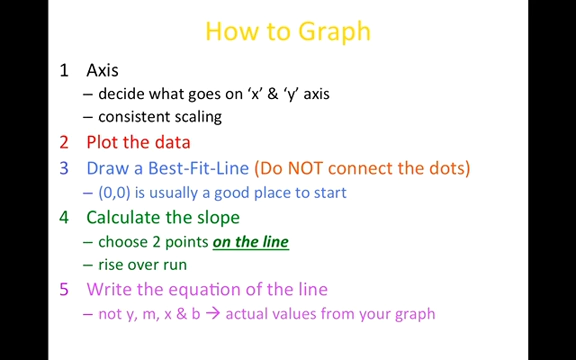 How to Graph
1 Axis
– decide what goes on ‘x’ & ‘y’ axis
– consistent scaling
2 Plot the data
3 Draw a Best-Fit-Line (Do NOT connect the dots)
– (0,0) is usually a good place to start
4 Calculate the slope
– choose 2 points on the line
– rise over run
5 Write the equation of the line
– not y, m, x & b → actual values from your graph